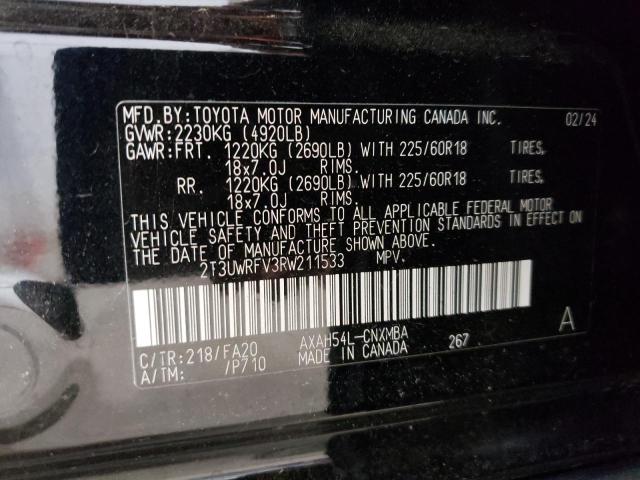 MFD.BY:TOYOTA MOTOR MANUFACTURING CANADA INC. 02/24
GVWR:2230KG (4920LB)
GAWR:FRT. 1220KG (2690LB) WITH 225/60R18 TIRES,
18x7.0J RIMS.
RR. 1220KG (2690LB) WITH 225/60R18 TIRES,
18x7.0J RIMS.
THIS VEHICLE CONFORMS TO ALL APPLICABLE FEDERAL MOTOR
VEHICLE SAFETY AND THEFT PREVENTION STANDARDS IN EFFECT ON
THE DATE OF MANUFACTURE SHOWN ABOVE.
2T3UWRFV3RW211533 MPV.
A
C/TR:218/FA20 AXAH54L-CNXMBA 267
A/TM: /P710 MADE IN CANADA